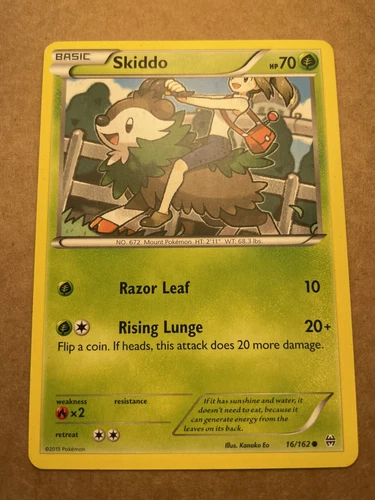 BASIC
Skiddo
HP 70
NO. 672. Mount Pokémon. HT: 2'11" WT: 68.3 lbs.
Razor Leaf 10
Rising Lunge 20+
Flip a coin. If heads, this attack does 20 more damage.
weakness resistance
×2
retreat
If it has sunshine and water, it
doesn't need to eat, because it
can generate energy from the
leaves on its back.
©2015 Pokémon
Illus. Kanako Eo
16/162